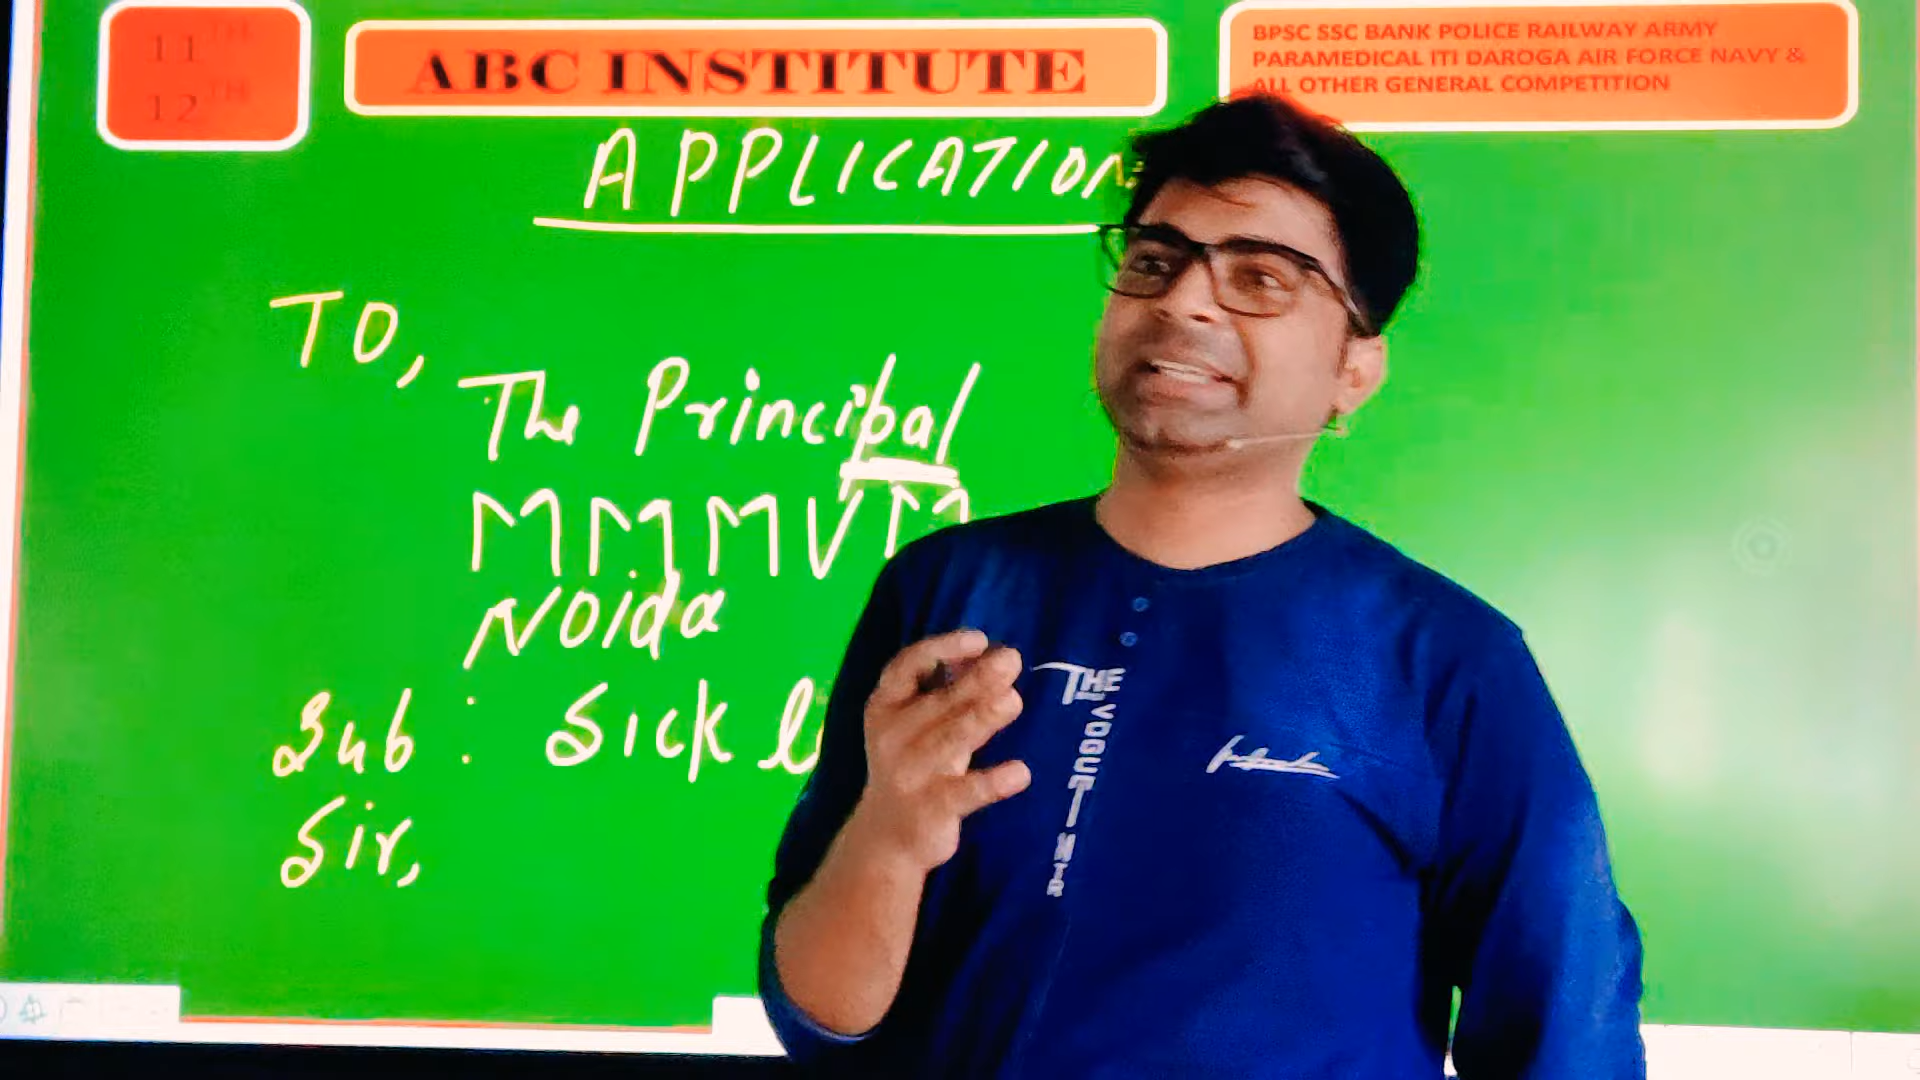 11TH
12TH
ABC INSTITUTE
BPSC SSC BANK POLICE RAILWAY ARMY
PARAMEDICAL ITI DAROGA AIR FORCE NAVY &
ALL OTHER GENERAL COMPETITION
APPLICATION
TO,
The Principal
MMMVM
Noida
Sub : Sick
Sir,
THE